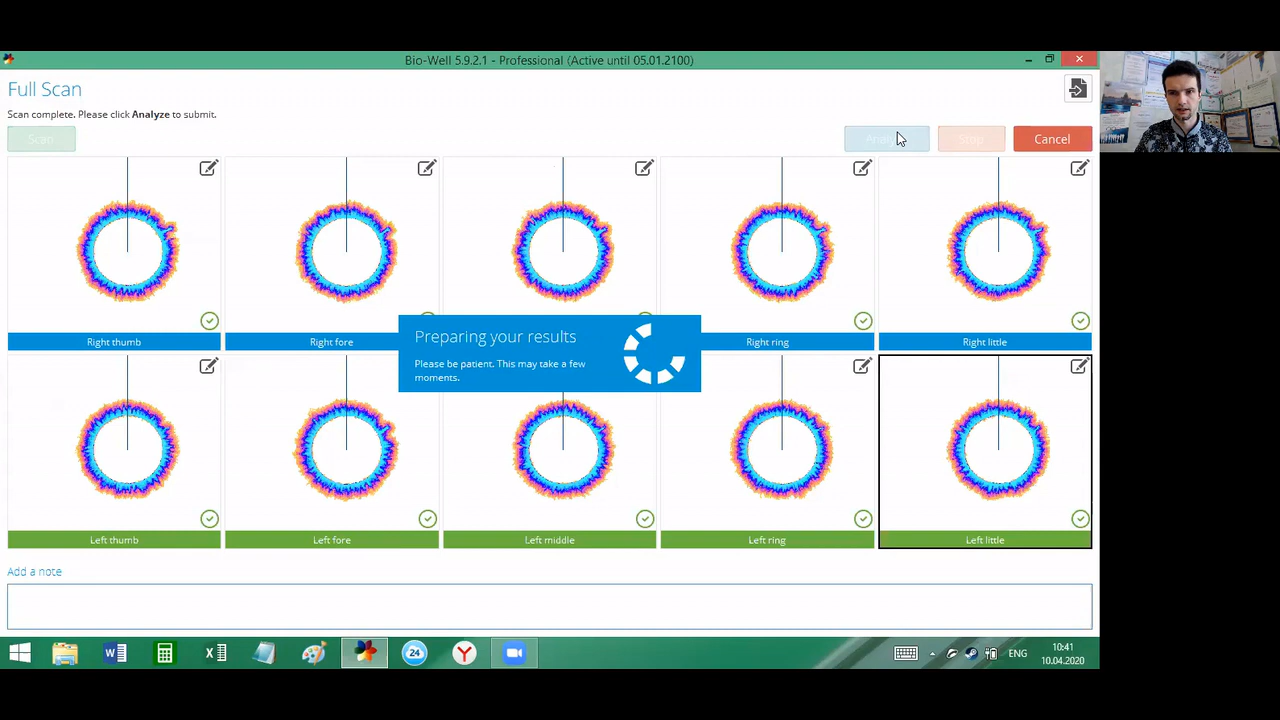 Bio-Well 5.9.2.1 - Professional (Active until 05.01.2100)
Full Scan
Scan complete. Please click Analyze to submit.
Scan
Stop
Cancel
Right thumb
Right fore
Right ring
Right little
Preparing your results
Please be patient. This may take a few
moments.
Left thumb
Left fore
Left middle
Left ring
Left little
Add a note
24
ENG
10:41
10.04.2020